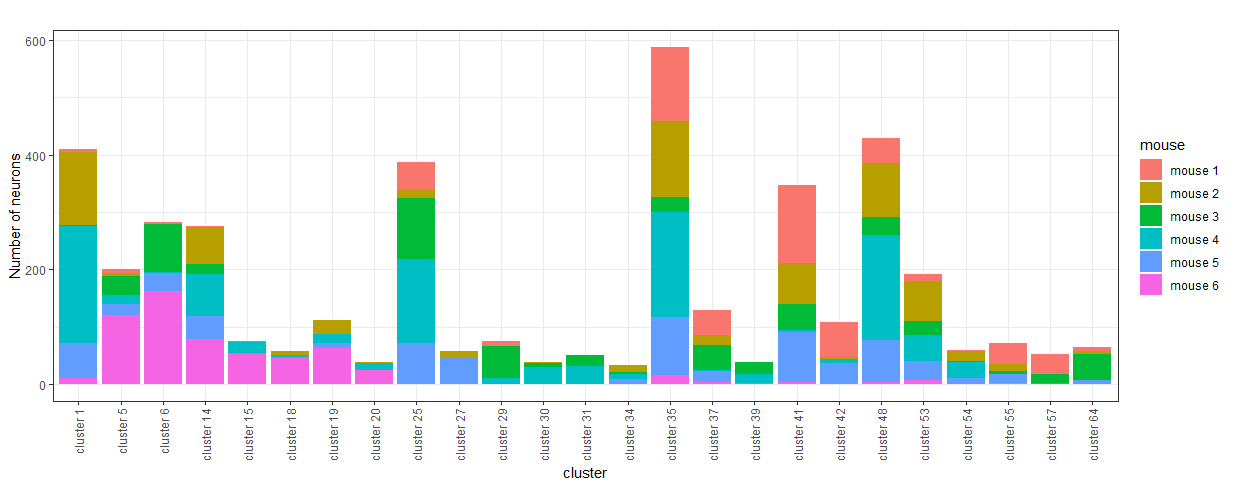 600
400
200
0
Number of neurons
cluster 1
cluster 5
cluster 6
cluster 14
cluster 15
cluster 18
cluster 19
cluster 20
cluster 25
cluster 27
cluster 29
cluster 30
cluster 31
cluster 34
cluster 35
cluster 37
cluster 39
cluster 41
cluster 42
cluster 48
cluster 53
cluster 54
cluster 55
cluster 57
cluster 64
cluster
mouse
mouse 1
mouse 2
mouse 3
mouse 4
mouse 5
mouse 6